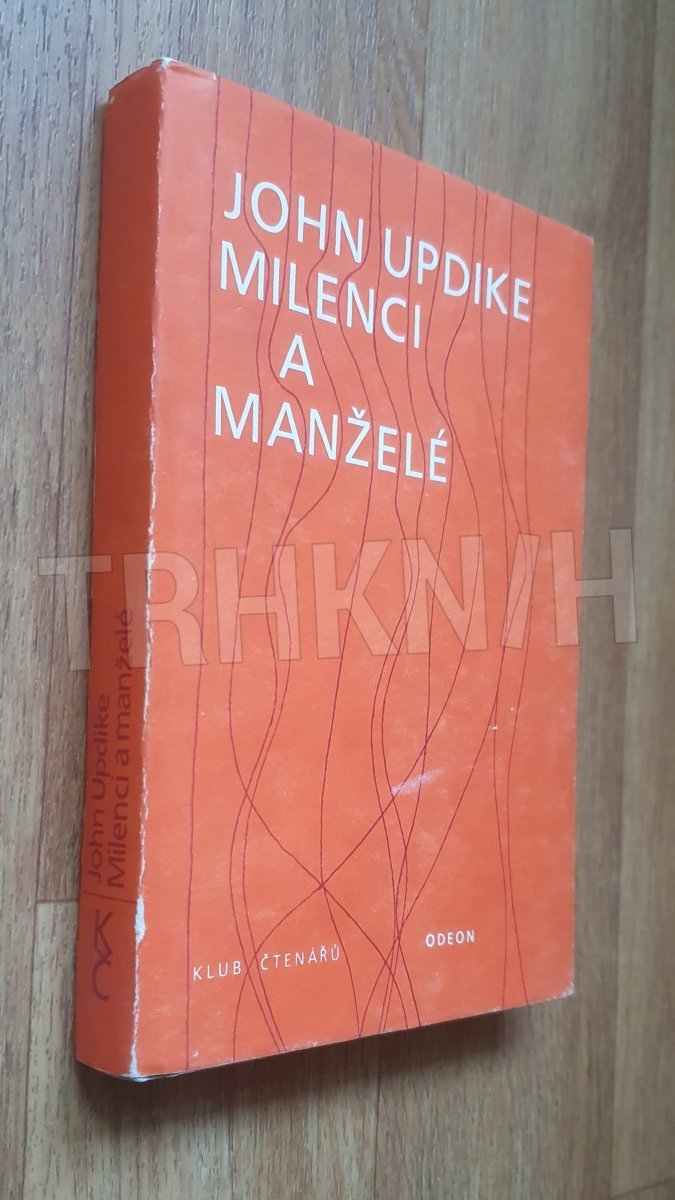 JOHN UPDIKE
MILENCI
A
MANŽELÉ
TRHKNIH
John Updike
Milenci a manželé
KLUB ČTENÁŘŮ
ODEON